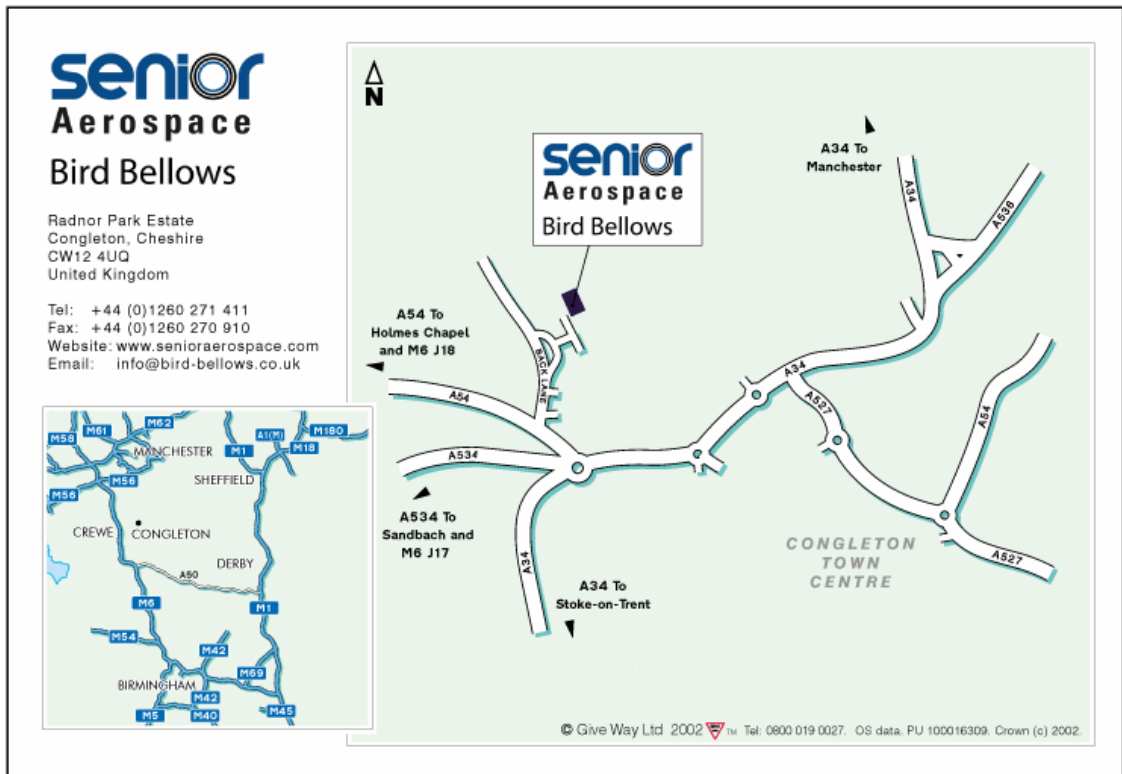 senior
Aerospace
Bird Bellows
Radnor Park Estate
Congleton, Cheshire
CW12 4UQ
United Kingdom
Tel: +44 (0)1260 271 411
Fax: +44 (0)1260 270 910
Website: www.senioraerospace.com
Email: info@bird-bellows.co.uk
N
senior
Aerospace
Bird Bellows
A34 To
Manchester
A34
A536
A54 To
Holmes Chapel
and M6 J18
BACK LANE
A54
A534
A534 To
Sandbach and
M6 J17
A34
A34 To
Stoke-on-Trent
A34
A527
A54
A527
CONGLETON
TOWN
CENTRE
M58
M61
M62
MANCHESTER
M56
M56
M1
A1(M)
M180
M18
SHEFFIELD
CREWE
CONGLETON
DERBY
A50
M6
M1
M54
M42
M69
BIRMINGHAM
M42
M5
M40
M45
© Give Way Ltd 2002 TM Tel: 0800 019 0027. OS data. PU 100016309. Crown (c) 2002.